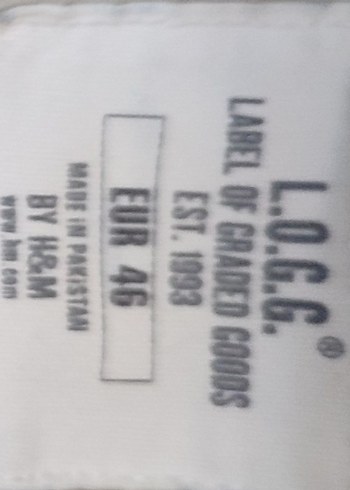 L.O.G.G.®
LABEL OF GRADED GOODS
EST. 1993
EUR 46
MADE IN PAKISTAN
BY H&M
www.hm.com